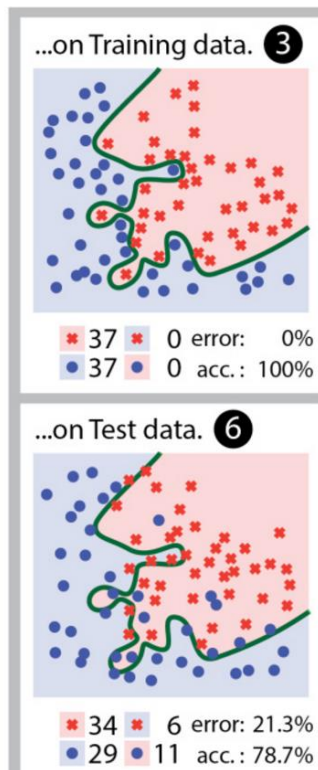 ...on Training data. 3
37 0 error: 0%
37 0 acc.: 100%
...on Test data. 6
34 6 error: 21.3%
29 11 acc.: 78.7%